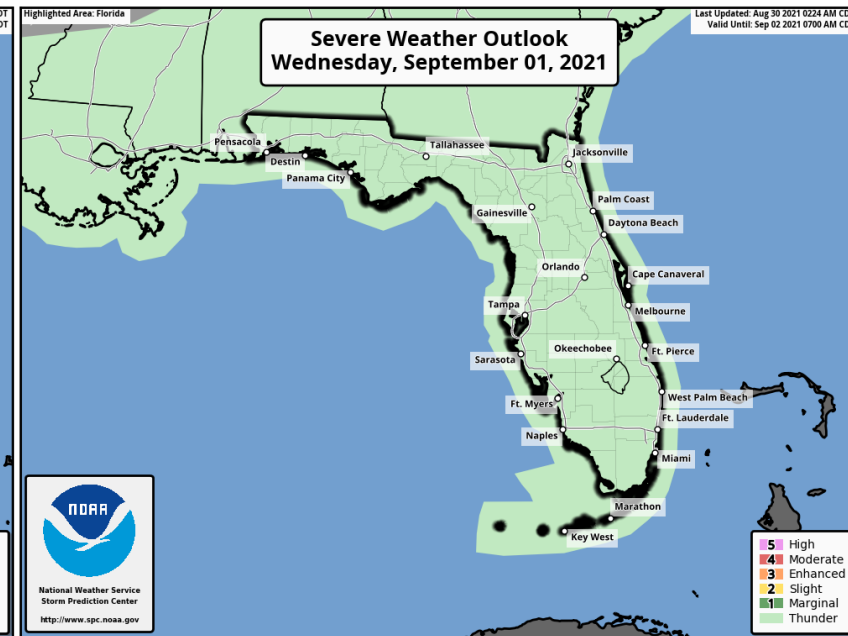 DT
DT
Highlighted Area: Florida
Severe Weather Outlook
Wednesday, September 01, 2021
Last Updated: Aug 30 2021 0224 AM CD
Valid Until: Sep 02 2021 0700 AM CD
Pensacola
Destin
Panama City
Tallahassee
Jacksonville
Palm Coast
Gainesville
Daytona Beach
Orlando
Cape Canaveral
Tampa
Melbourne
Okeechobee
Ft. Pierce
Sarasota
West Palm Beach
Ft. Myers
Ft. Lauderdale
Naples
Miami
Marathon
Key West
NOAA
National Weather Service
Storm Prediction Center
http://www.spc.noaa.gov
5 High
4 Moderate
3 Enhanced
2 Slight
1 Marginal
Thunder